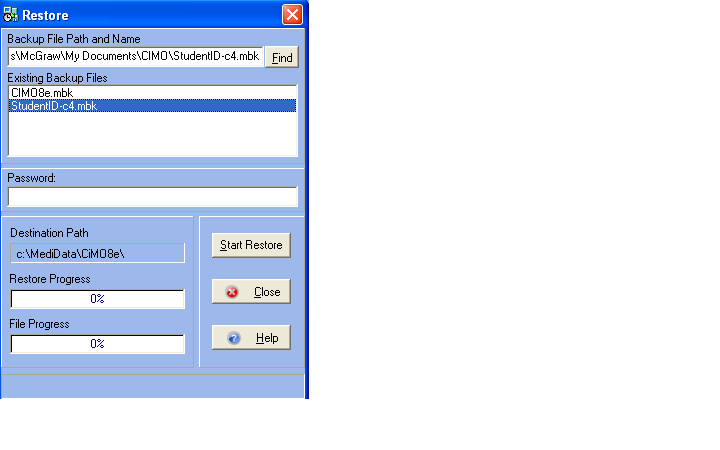 Restore
Backup File Path and Name
s\McGraw\My Documents\CIMO\StudentID-c4.mbk
Find
Existing Backup Files
CIMO8e.mbk
StudentID-c4.mbk
Password:
Destination Path
c:\MediData\CiMO8e\
Restore Progress
0%
File Progress
0%
Start Restore
Close
Help